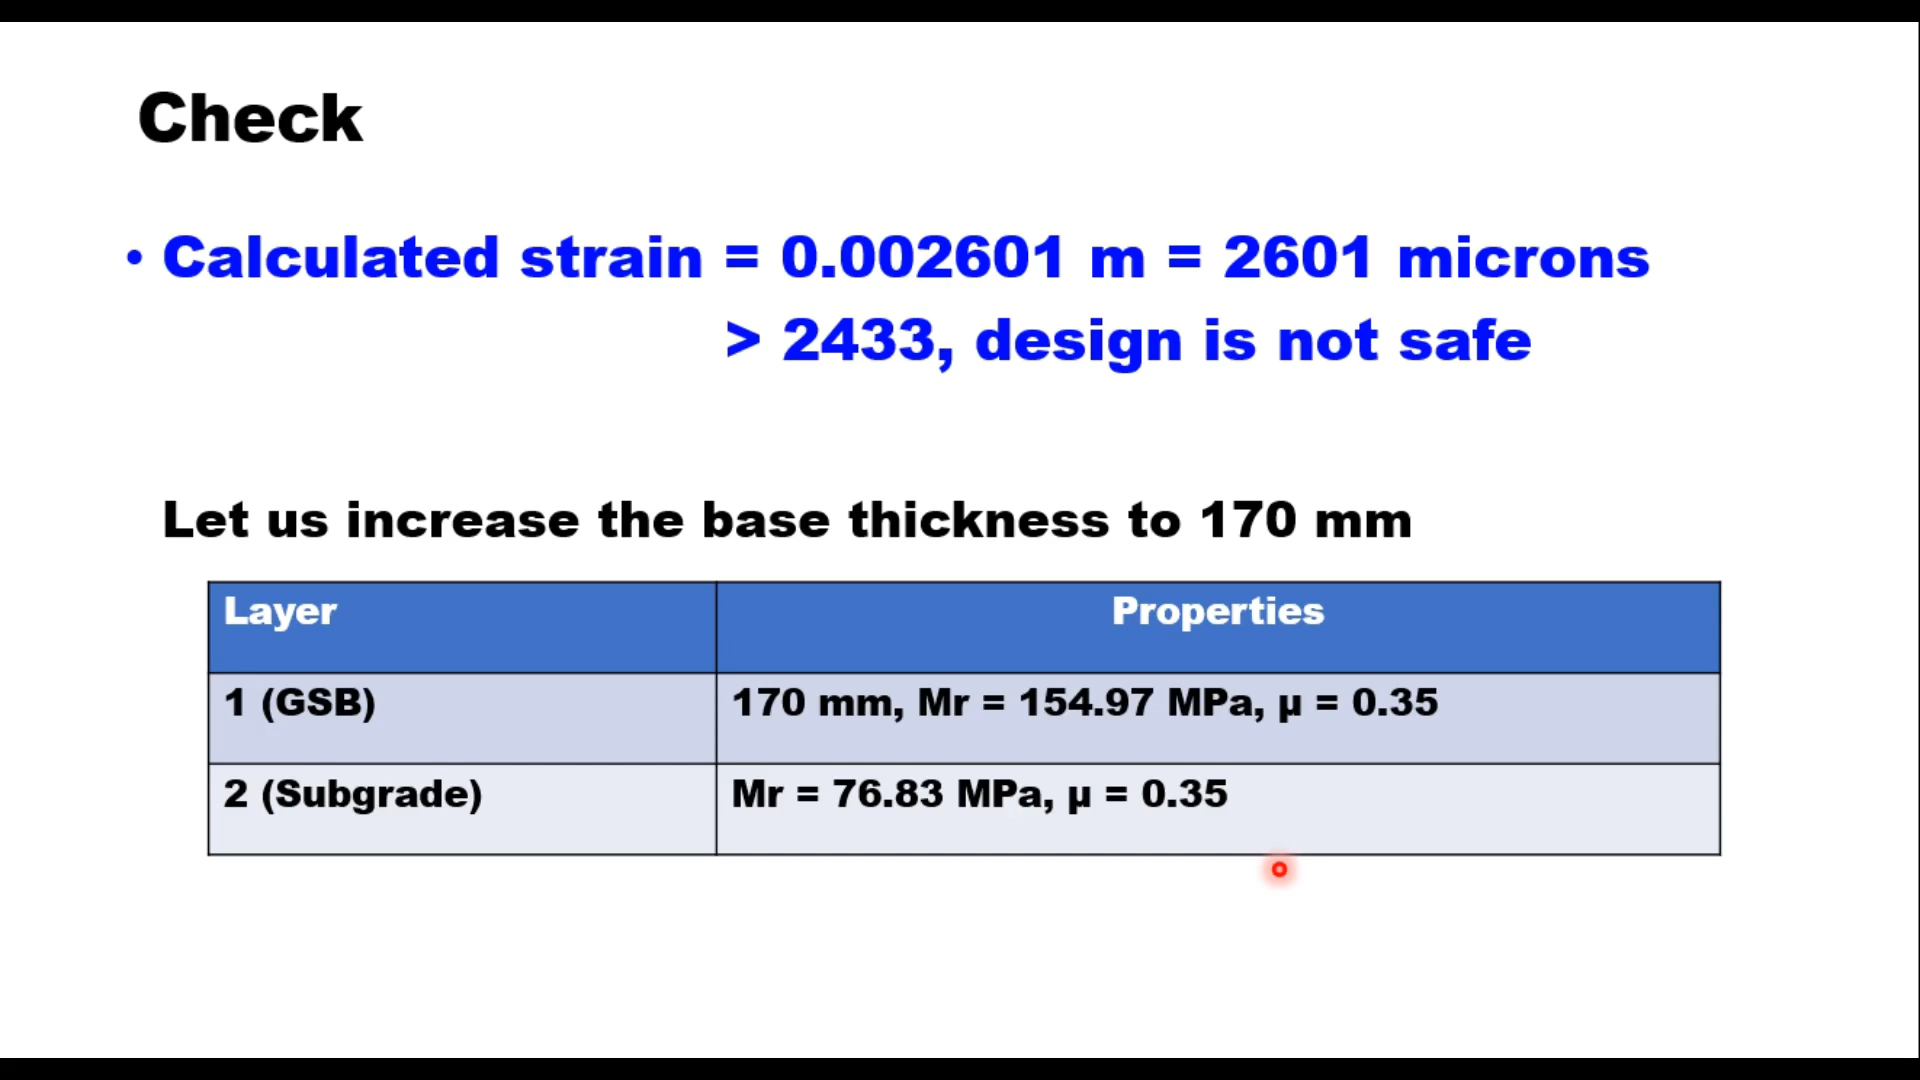 Check
• Calculated strain = 0.002601 m = 2601 microns
> 2433, design is not safe
Let us increase the base thickness to 170 mm
Layer Properties
1 (GSB) 170 mm, Mr = 154.97 MPa, µ = 0.35
2 (Subgrade) Mr = 76.83 MPa, µ = 0.35